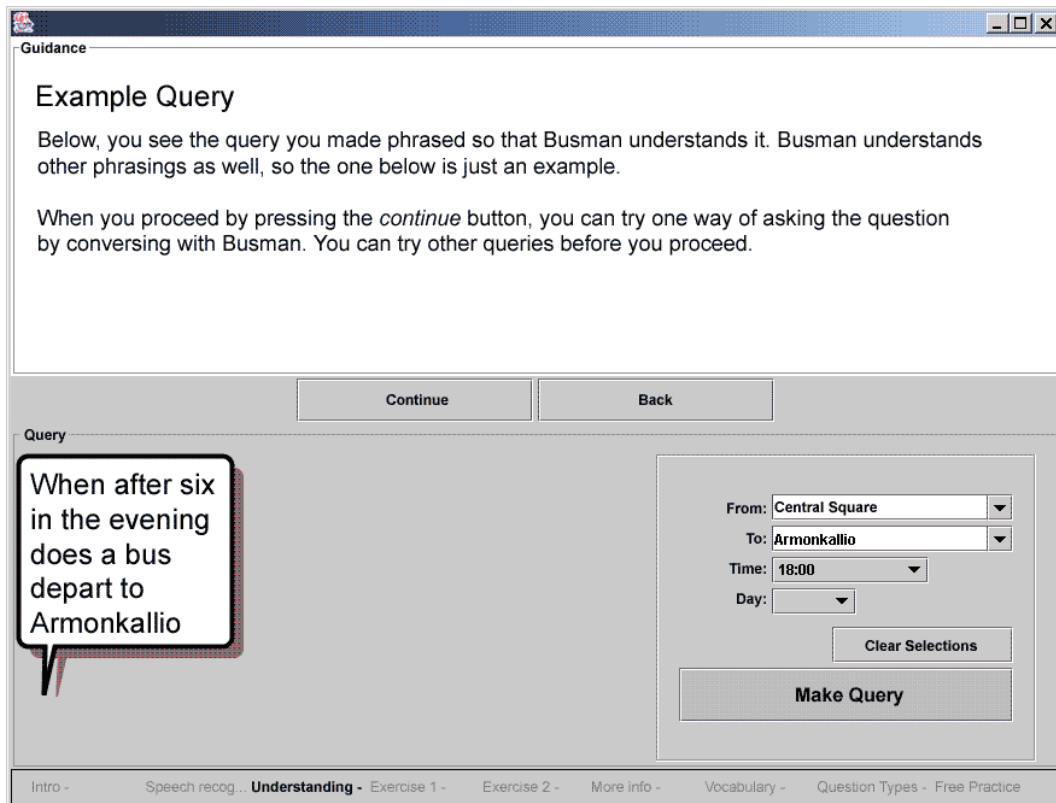 Guidance
Example Query
Below, you see the query you made phrased so that Busman understands it. Busman understands
other phrasings as well, so the one below is just an example.
When you proceed by pressing the continue button, you can try one way of asking the question
by conversing with Busman. You can try other queries before you proceed.
Continue Back
Query
When after six
in the evening
does a bus
depart to
Armonkallio
From: Central Square
To: Armonkallio
Time: 18:00
Day:
Clear Selections
Make Query
Intro - Speech recog... Understanding - Exercise 1 - Exercise 2 - More info - Vocabulary - Question Types - Free Practice